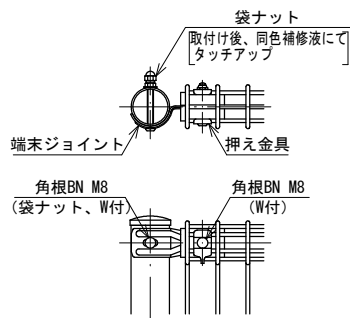 袋ナット
取付け後、同色補修液にて
タッチアップ
端末ジョイント
押え金具
角根BN M8
(袋ナット、W付)
角根BN M8
(W付)